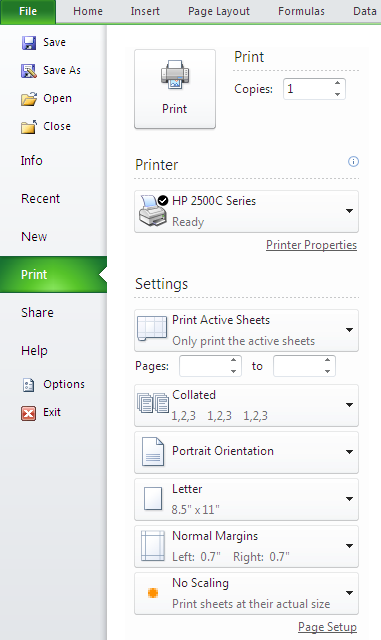 File Home Insert Page Layout Formulas Data
Save
Save As
Open
Close
Info
Recent
New
Print
Share
Help
Options
Exit
Print
Print
Copies: 1
Printer
HP 2500C Series
Ready
Printer Properties
Settings
Print Active Sheets
Only print the active sheets
Pages: to
Collated
1,2,3 1,2,3 1,2,3
Portrait Orientation
Letter
8.5" x 11"
Normal Margins
Left: 0.7" Right: 0.7"
No Scaling
Print sheets at their actual size
Page Setup